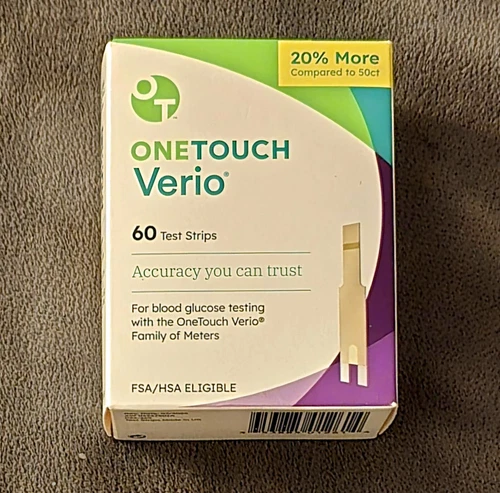 20% More
Compared to 50ct
OT
ONETOUCH
Verio®
60 Test Strips
Accuracy you can trust
For blood glucose testing
with the OneTouch Verio®
Family of Meters
FSA/HSA ELIGIBLE